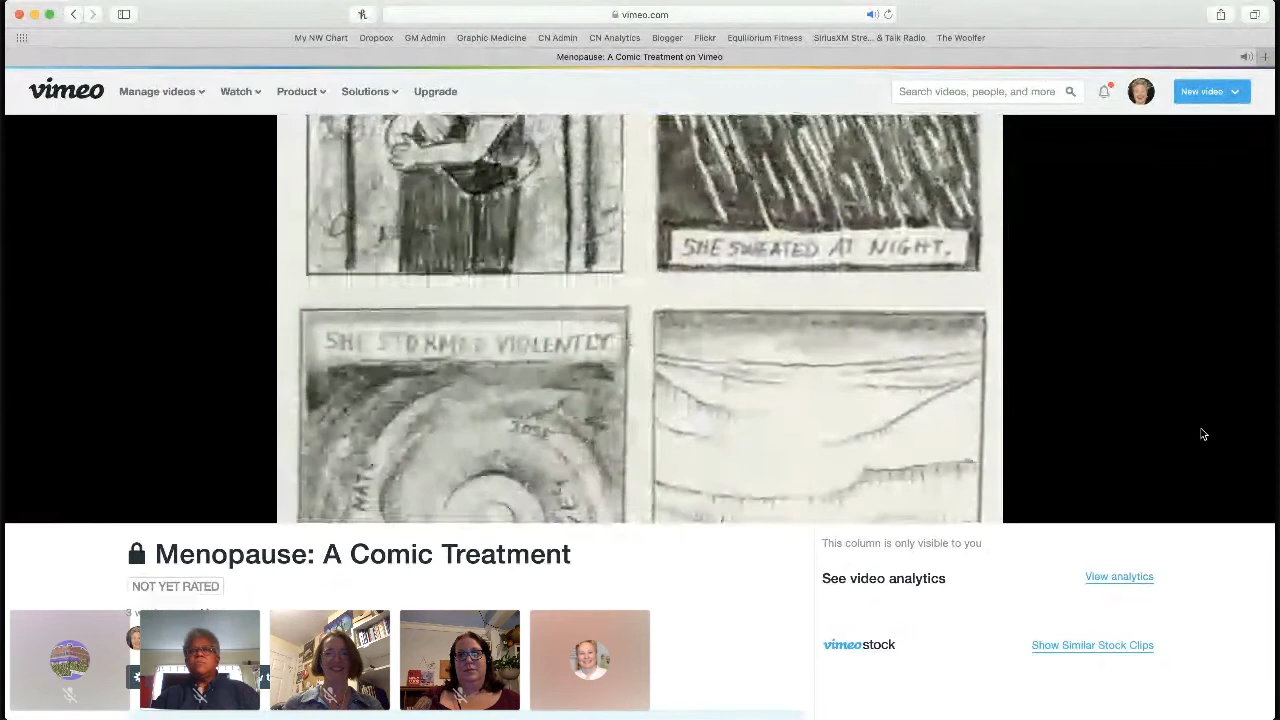 vimeo.com
My NW Chart Dropbox GM Admin Graphic Medicine CN Admin CN Analytics Blogger Flickr Equilibrium Fitness SiriusXM Stre... & Talk Radio The Woolfer
Menopause: A Comic Treatment on Vimeo
vimeo Manage videos Watch Product Solutions Upgrade Search videos, people, and more New video
SHE SWEATED AT NIGHT.
SHE STORMED VIOLENTLY
Menopause: A Comic Treatment
NOT YET RATED
This column is only visible to you
See video analytics View analytics
vimeostock Show Similar Stock Clips